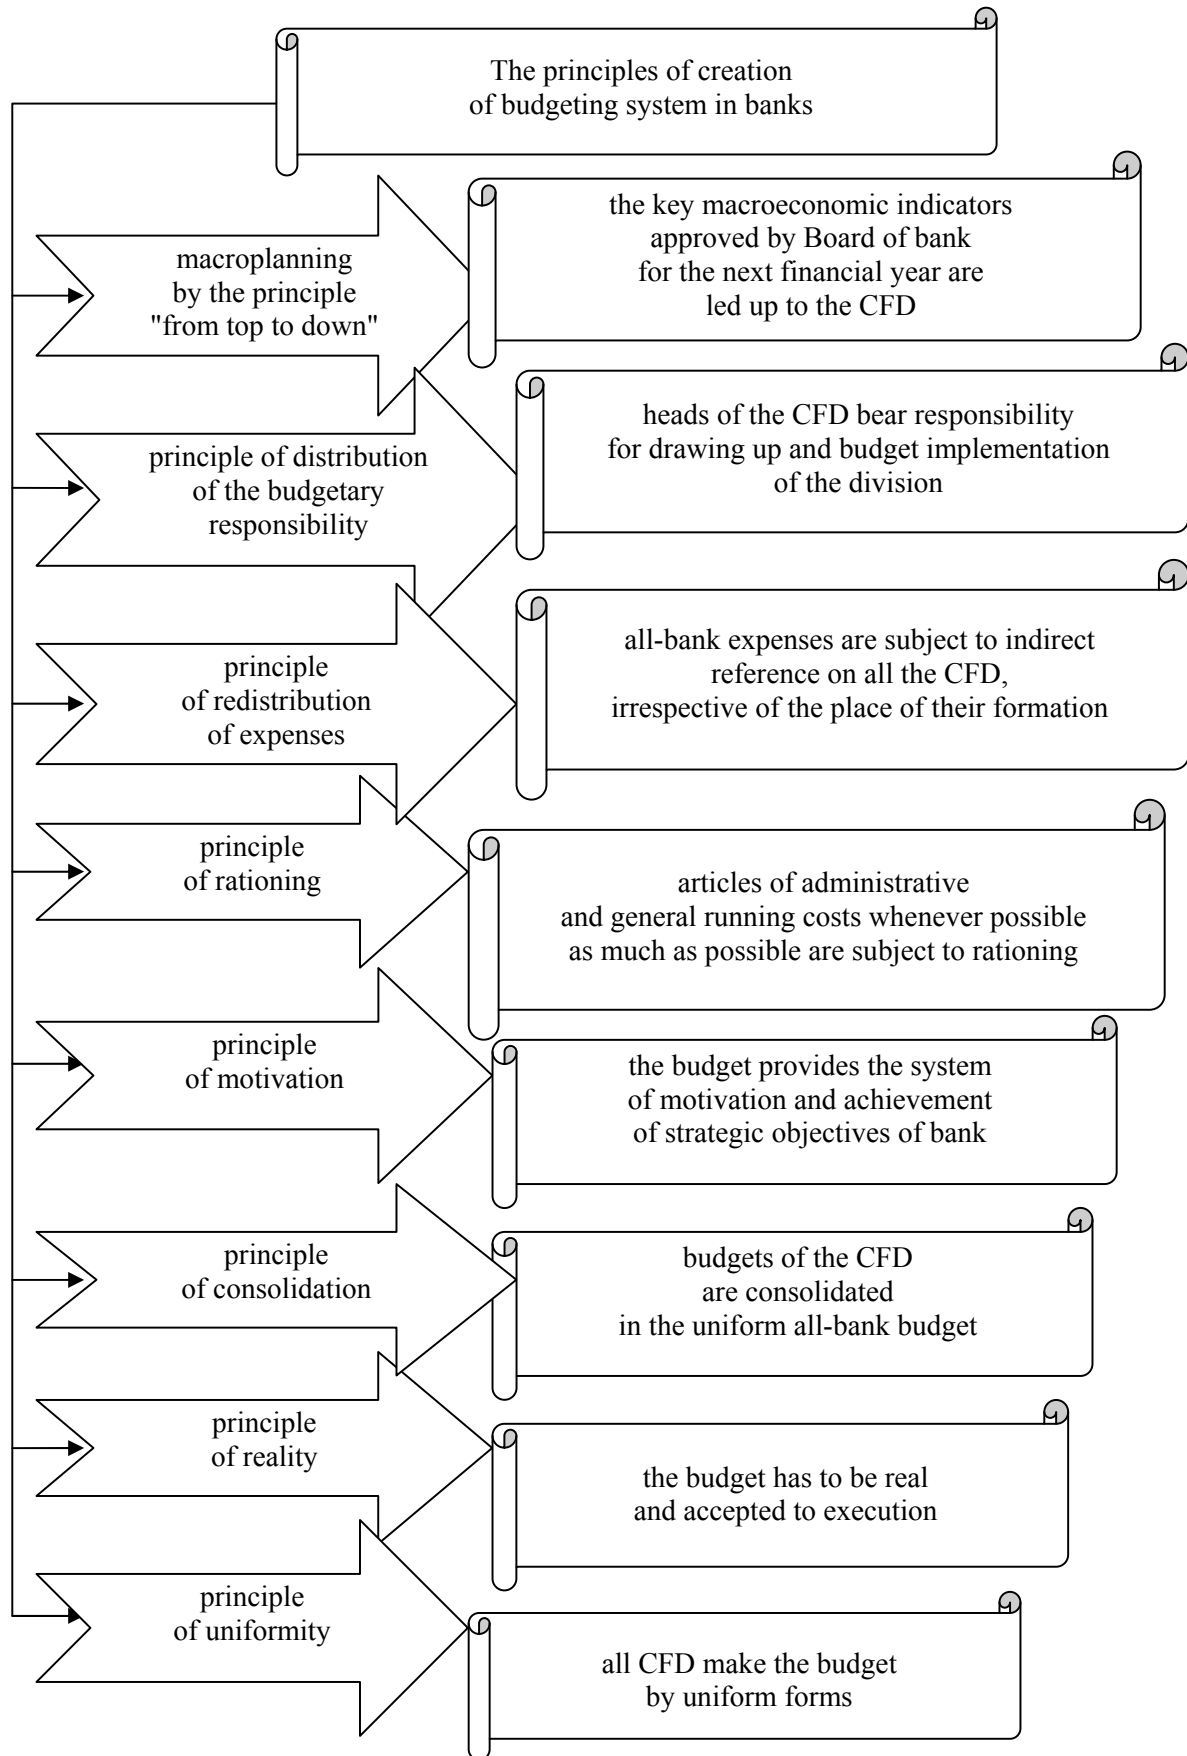 The principles of creation
of budgeting system in banks
macroplanning
by the principle
"from top to down"
the key macroeconomic indicators
approved by Board of bank
for the next financial year are
led up to the CFD
principle of distribution
of the budgetary
responsibility
heads of the CFD bear responsibility
for drawing up and budget implementation
of the division
principle
of redistribution
of expenses
all-bank expenses are subject to indirect
reference on all the CFD,
irrespective of the place of their formation
principle
of rationing
articles of administrative
and general running costs whenever possible
as much as possible are subject to rationing
principle
of motivation
the budget provides the system
of motivation and achievement
of strategic objectives of bank
principle
of consolidation
budgets of the CFD
are consolidated
in the uniform all-bank budget
principle
of reality
the budget has to be real
and accepted to execution
principle
of uniformity
all CFD make the budget
by uniform forms